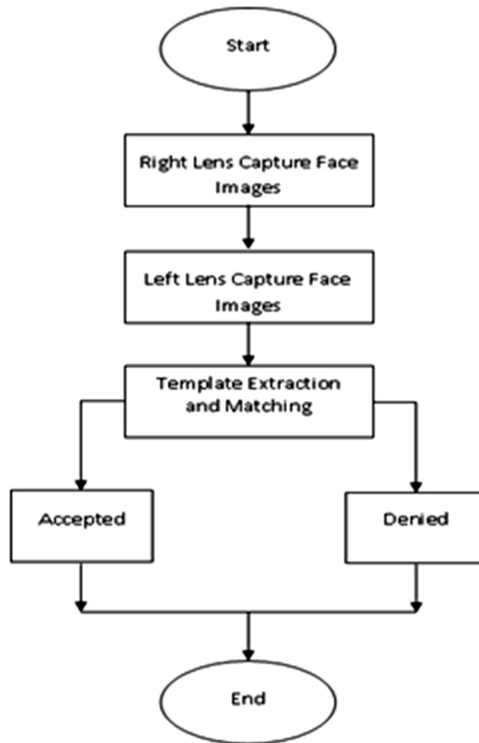 Start
Right Lens Capture Face
Images
Left Lens Capture Face
Images
Template Extraction
and Matching
Accepted
Denied
End